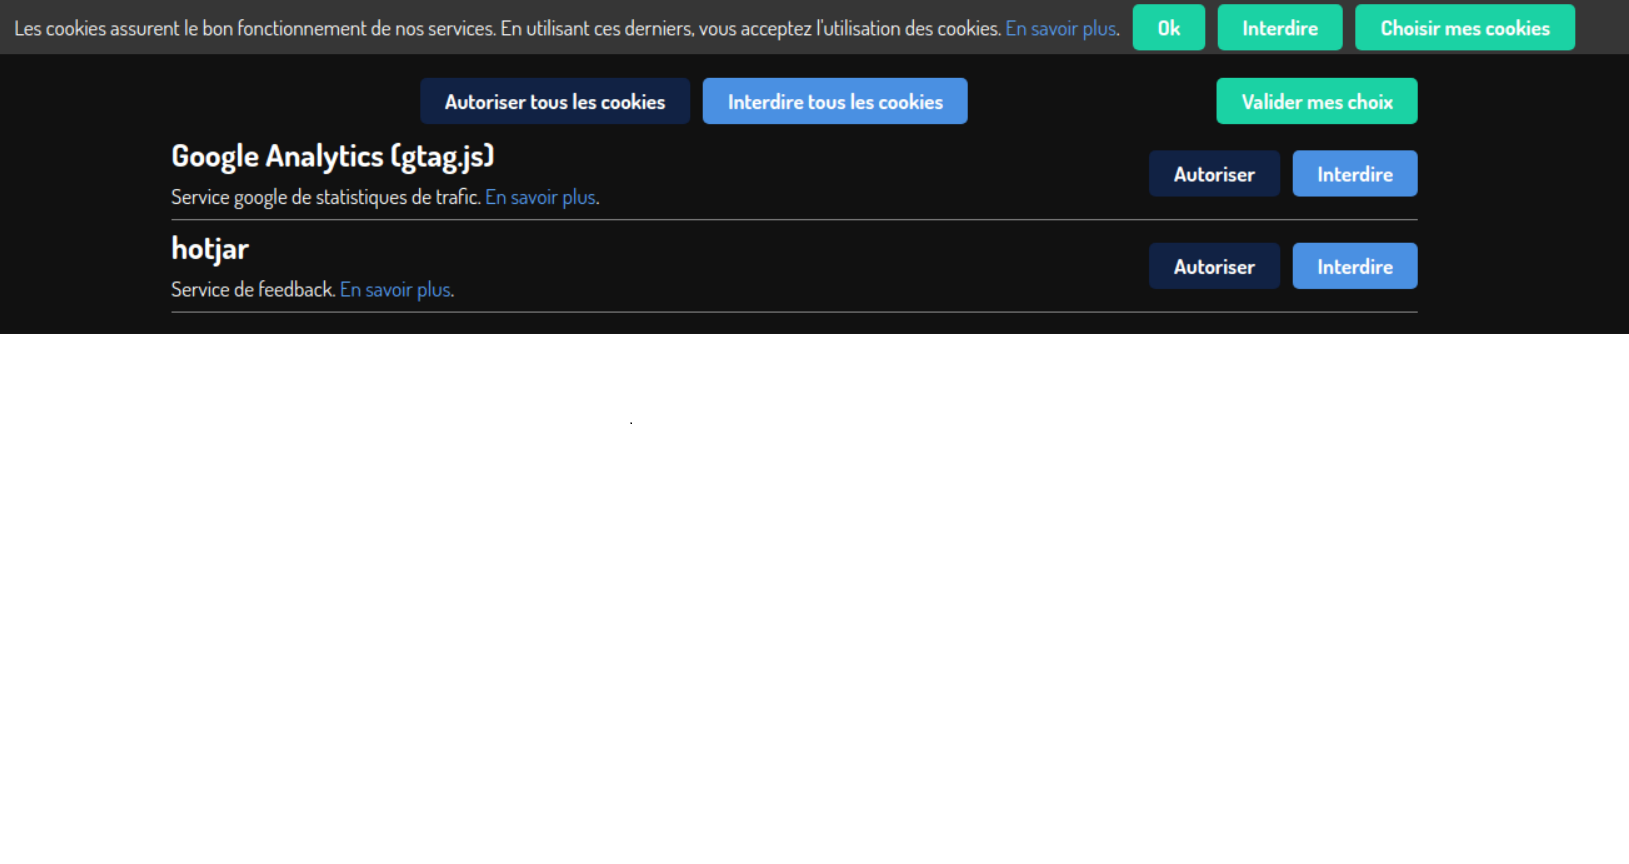 Les cookies assurent le bon fonctionnement de nos services. En utilisant ces derniers, vous acceptez l'utilisation des cookies. En savoir plus. Ok Interdire Choisir mes cookies
Autoriser tous les cookies Interdire tous les cookies Valider mes choix
Google Analytics (gtag.js)
Service google de statistiques de trafic. En savoir plus.
Autoriser Interdire
hotjar
Service de feedback. En savoir plus.
Autoriser Interdire
.